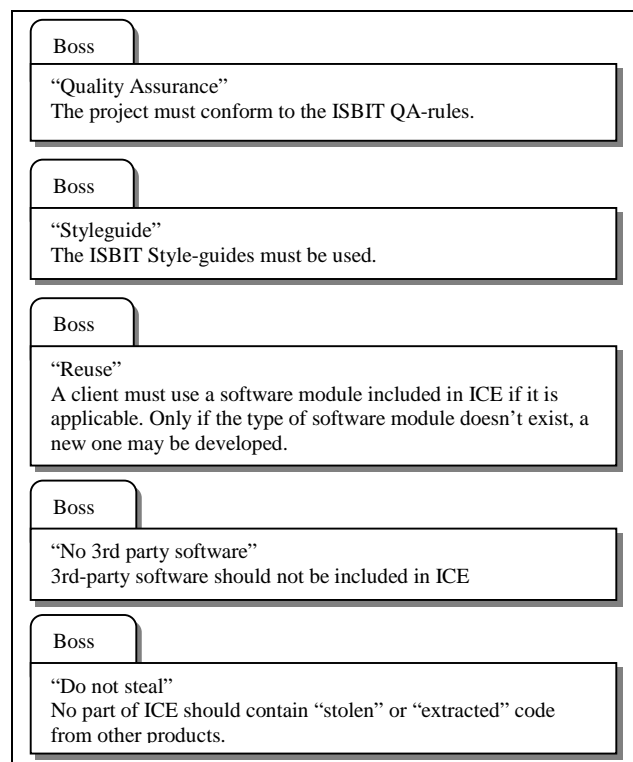 Boss
“Quality Assurance”
The project must conform to the ISBIT QA-rules.
Boss
“Styleguide”
The ISBIT Style-guides must be used.
Boss
“Reuse”
A client must use a software module included in ICE if it is
applicable. Only if the type of software module doesn’t exist, a
new one may be developed.
Boss
“No 3rd party software”
3rd-party software should not be included in ICE
Boss
“Do not steal”
No part of ICE should contain “stolen” or “extracted” code
from other products.